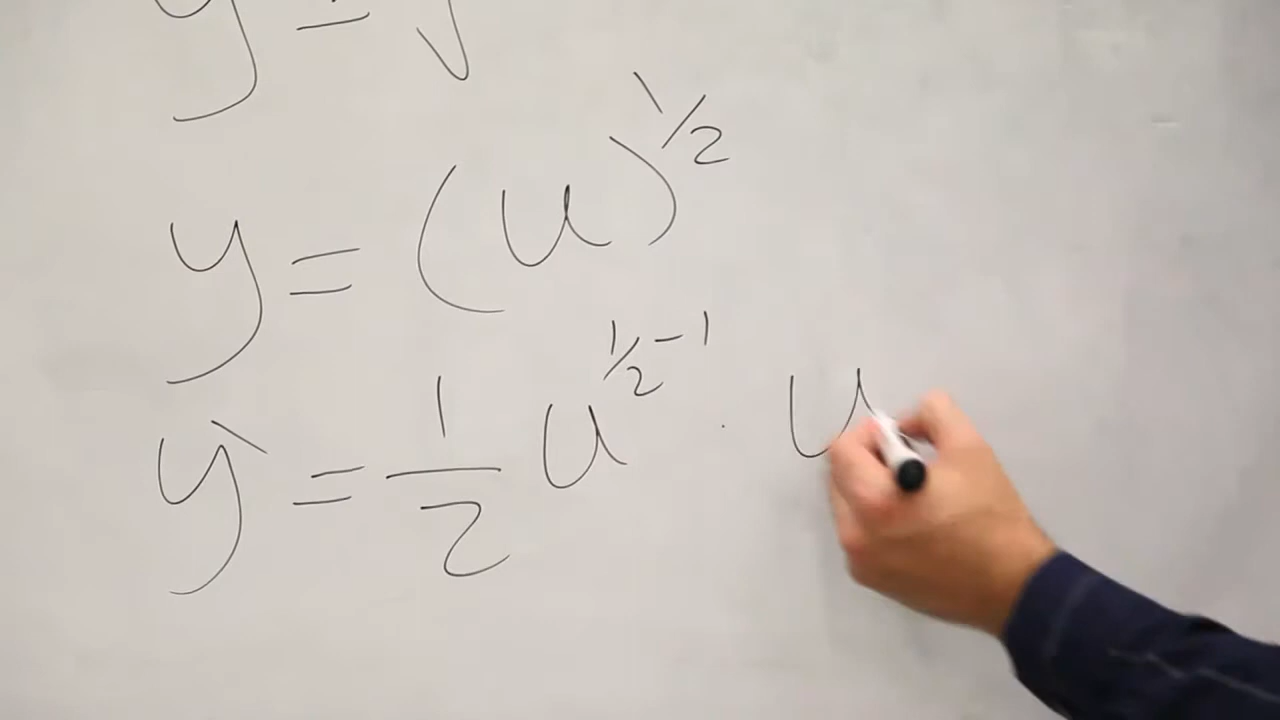 y = √
y = (u)^1/2
y' = 1/2 u^1/2-1 · u